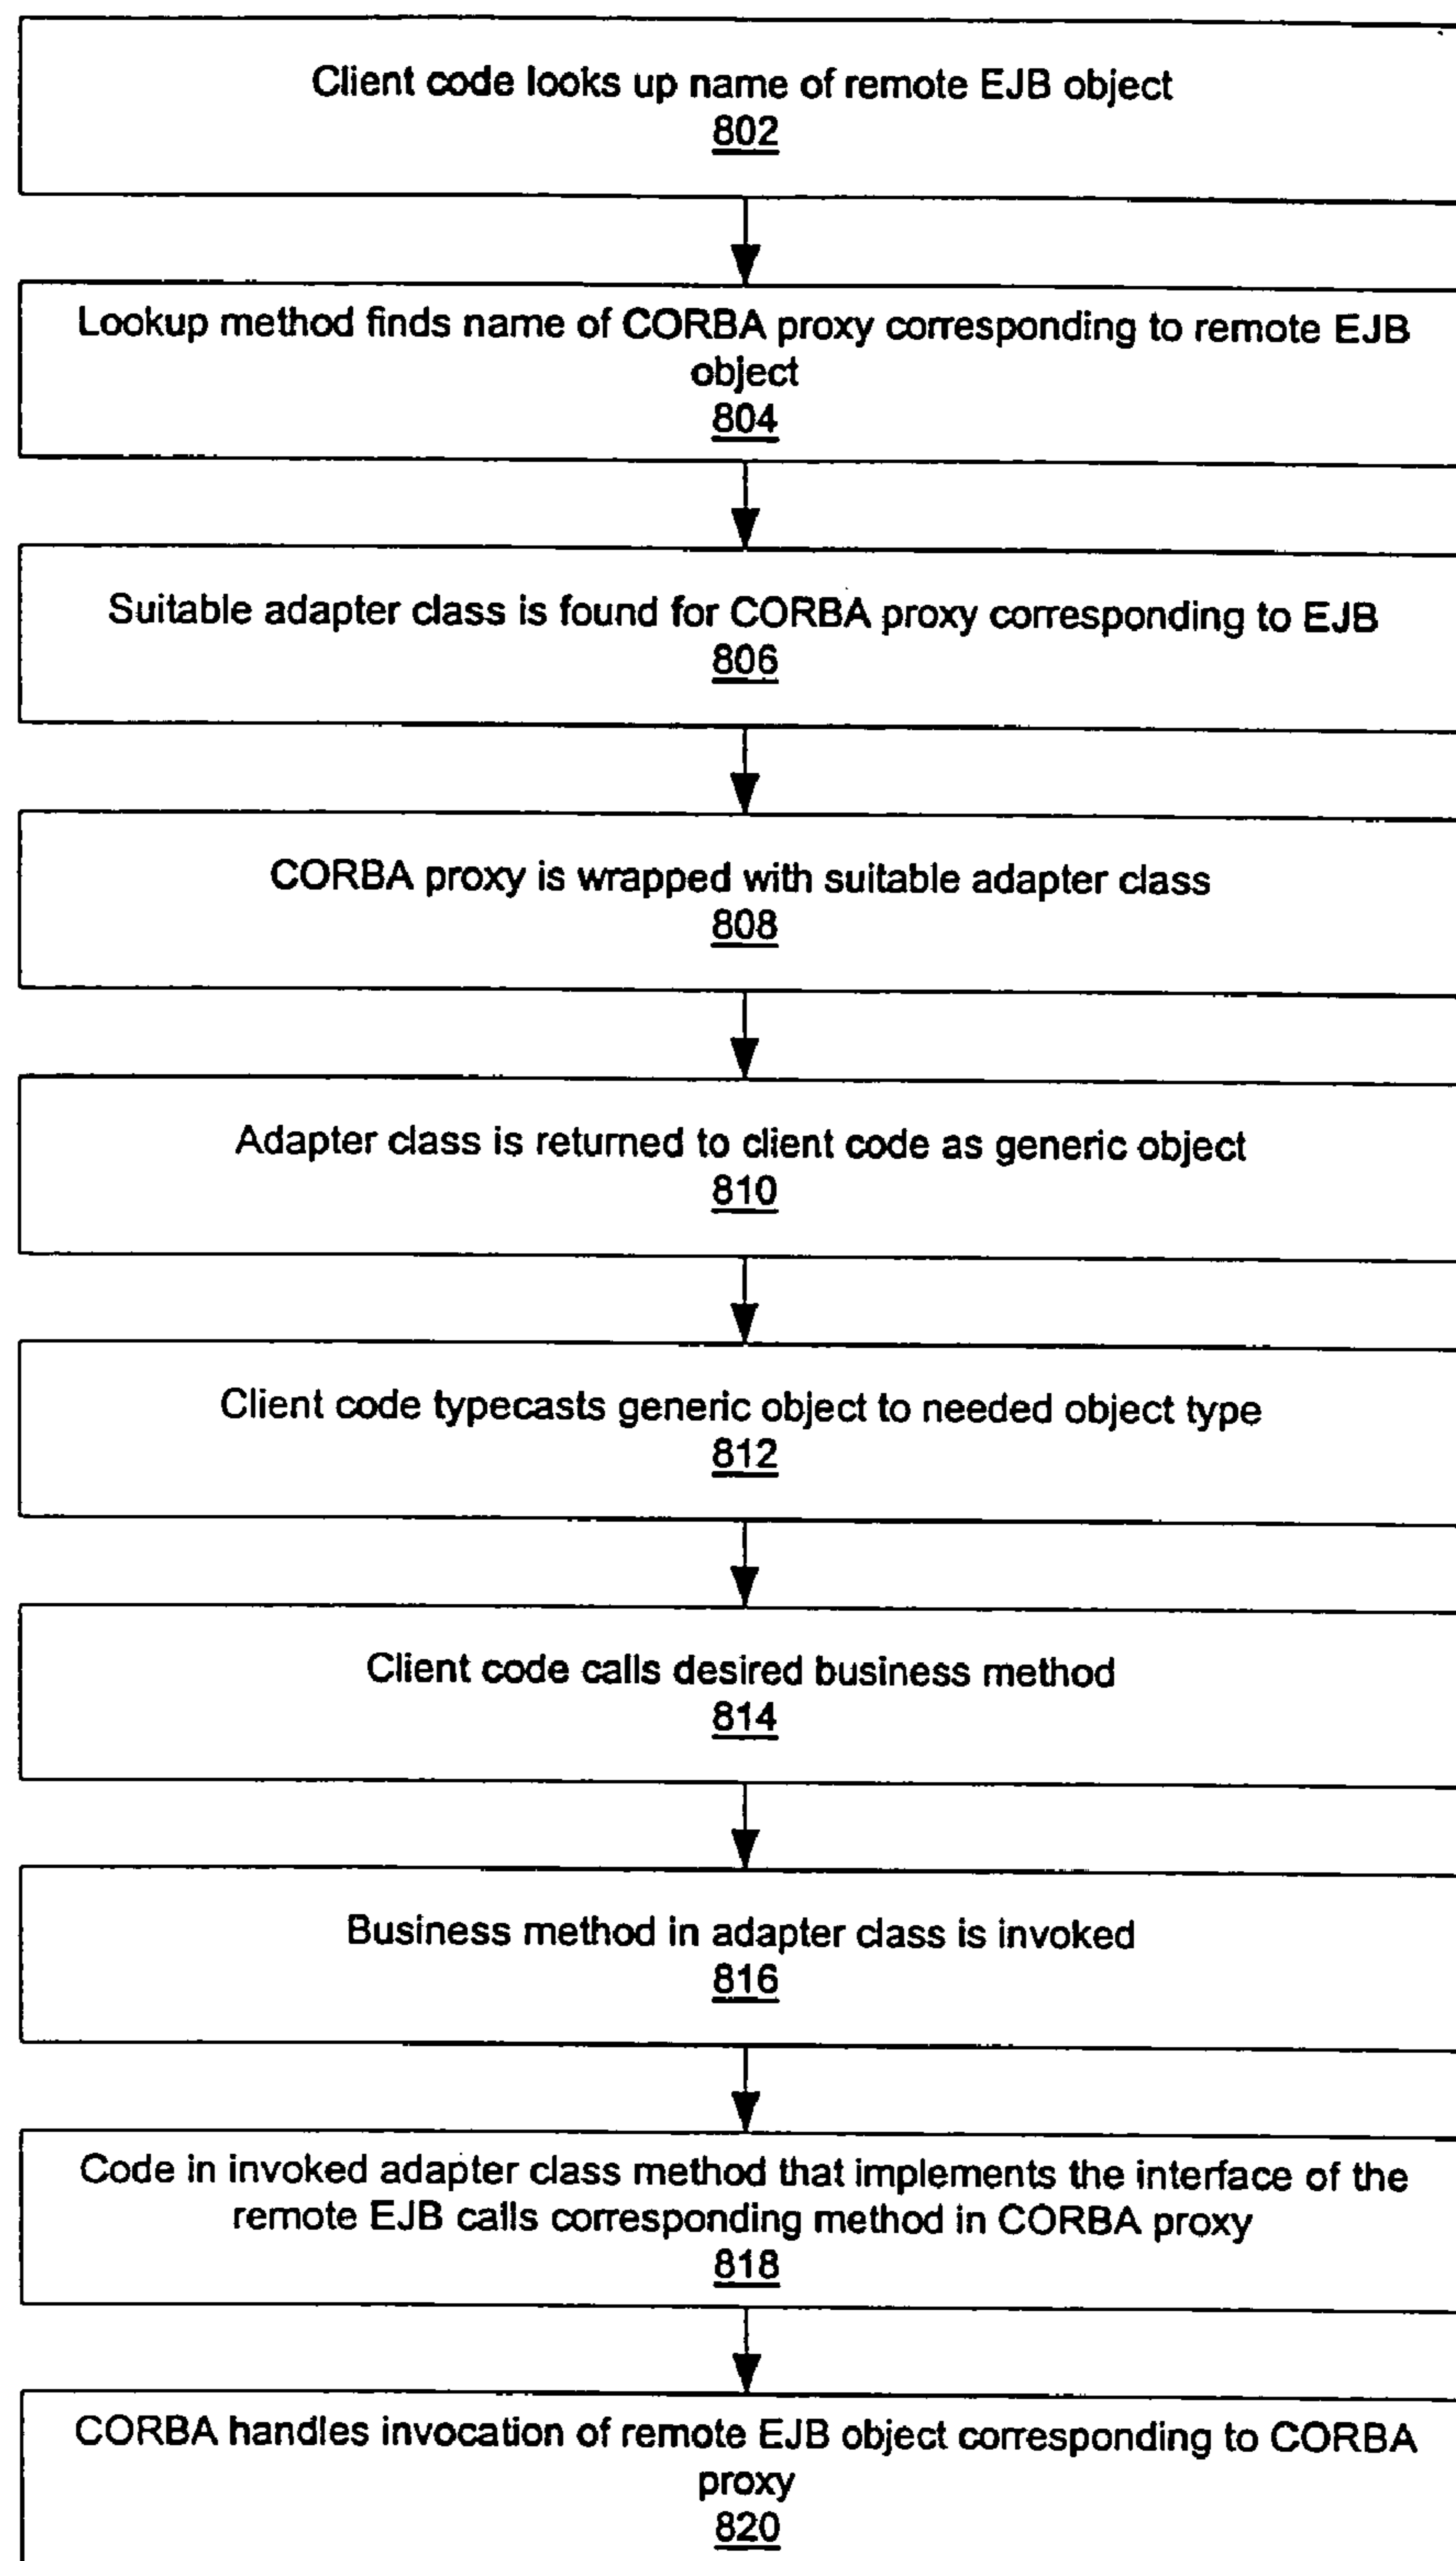 Client code looks up name of remote EJB object
802
Lookup method finds name of CORBA proxy corresponding to remote EJB
object
804
Suitable adapter class is found for CORBA proxy corresponding to EJB
806
CORBA proxy is wrapped with suitable adapter class
808
Adapter class is returned to client code as generic object
810
Client code typecasts generic object to needed object type
812
Client code calls desired business method
814
Business method in adapter class is invoked
816
Code in invoked adapter class method that implements the interface of the
remote EJB calls corresponding method in CORBA proxy
818
CORBA handles invocation of remote EJB object corresponding to CORBA
proxy
820